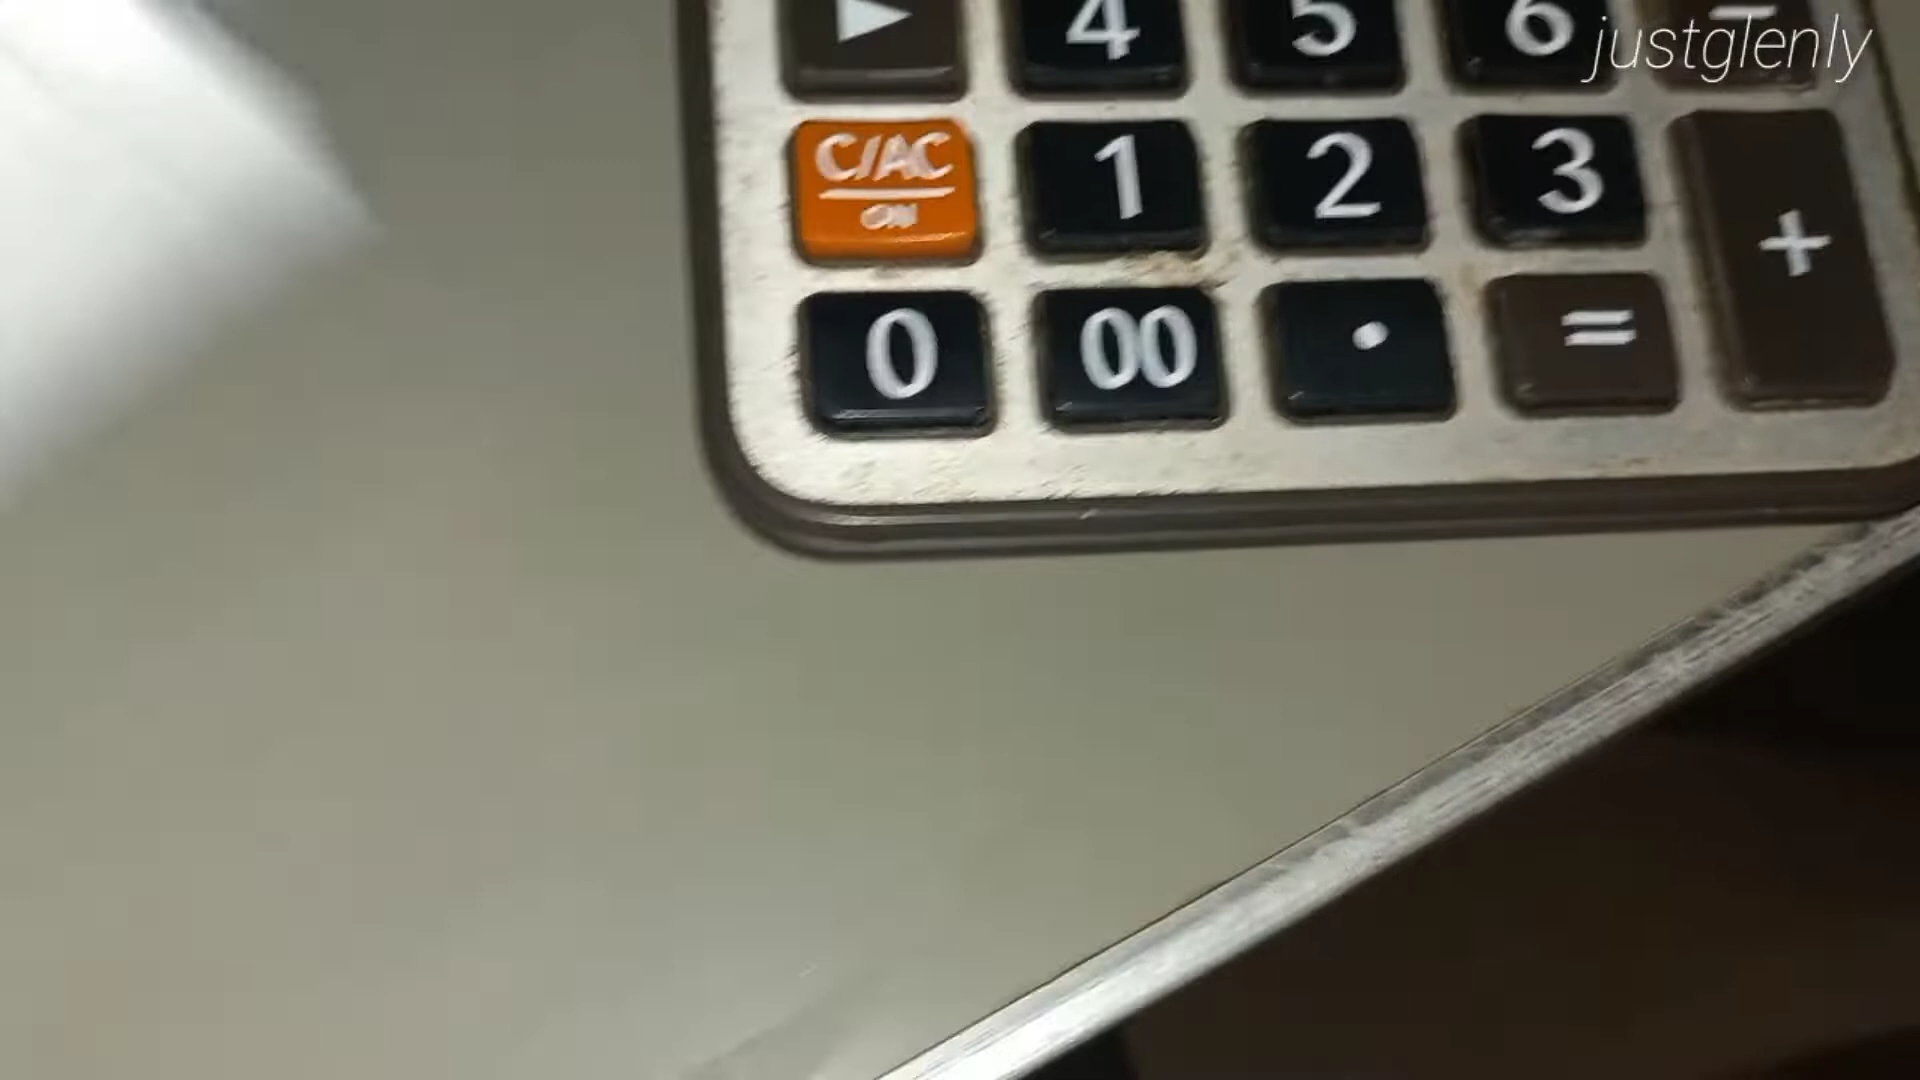 justglenly
▶ 4 5 6 −
C/AC 1 2 3
ON
+
0 00 . =